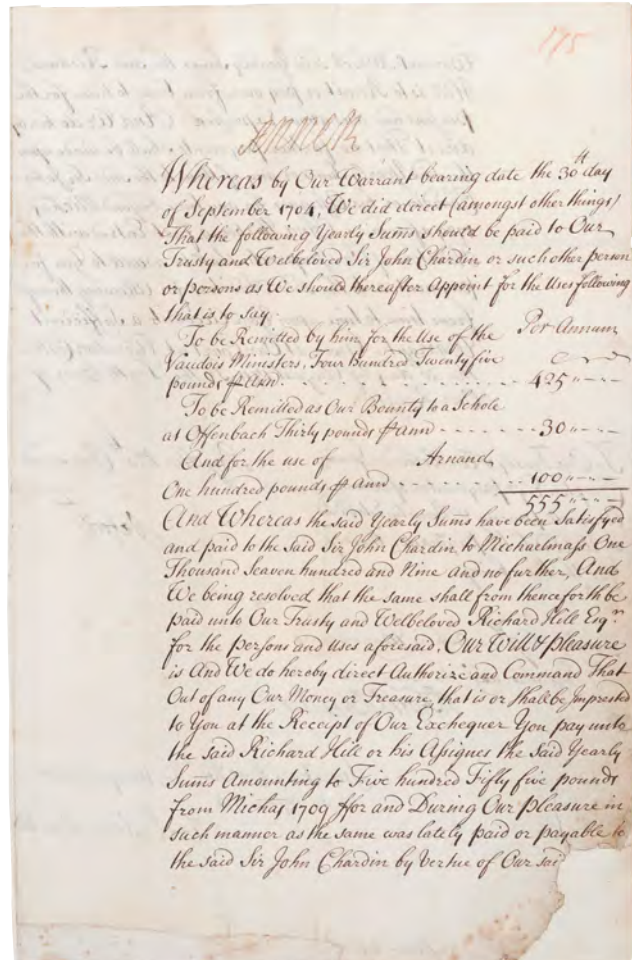 175
ANNE R
Whereas by Our Warrant bearing date the 30th day
of September 1704, We did direct (amongst other things)
That the following Yearly Sums should be paid to Our
Trusty and Welbeloved Sir John Chardin or such other person
or persons as We should thereafter Appoint for the Uses following
that is to say.
To be Remitted by him for the Use of the Per Annum
Vaudois Ministers, Four Hundred Twenty five
pounds ⅌ Ann. - - - - - - - - - - 425 " - " -
To be Remitted as Our Bounty to a Schole
at Offenbach Thirty pounds ⅌ Ann - - - - - - - 30 " - " -
And for the use of Arnaud
One hundred pounds ⅌ Ann - - - - - - - - 100 " - " -
555 " - " -
And Whereas the said Yearly Sums have been Satisfyed
and paid to the said Sir John Chardin to Michaelmass One
Thousand Seaven hundred and Nine and no further, And
We being resolved that the same shall from thenceforth be
paid unto Our Trusty and Welbeloved Richard Hill Esqr.
for the persons and uses aforesaid, Our Will & pleasure
is And We do hereby direct Authorize and Command That
Out of any Our Money or Treasure that is or shall be Imprested
to You at the Receipt of Our Exchequer You pay unto
the said Richard Hill or his Assignes the said Yearly
Sums Amounting to Five hundred Fifty five pounds
from Michas 1709 ffor and During Our pleasure in
such manner as the same was lately paid or payable to
the said Sir John Chardin by Vertue of Our said